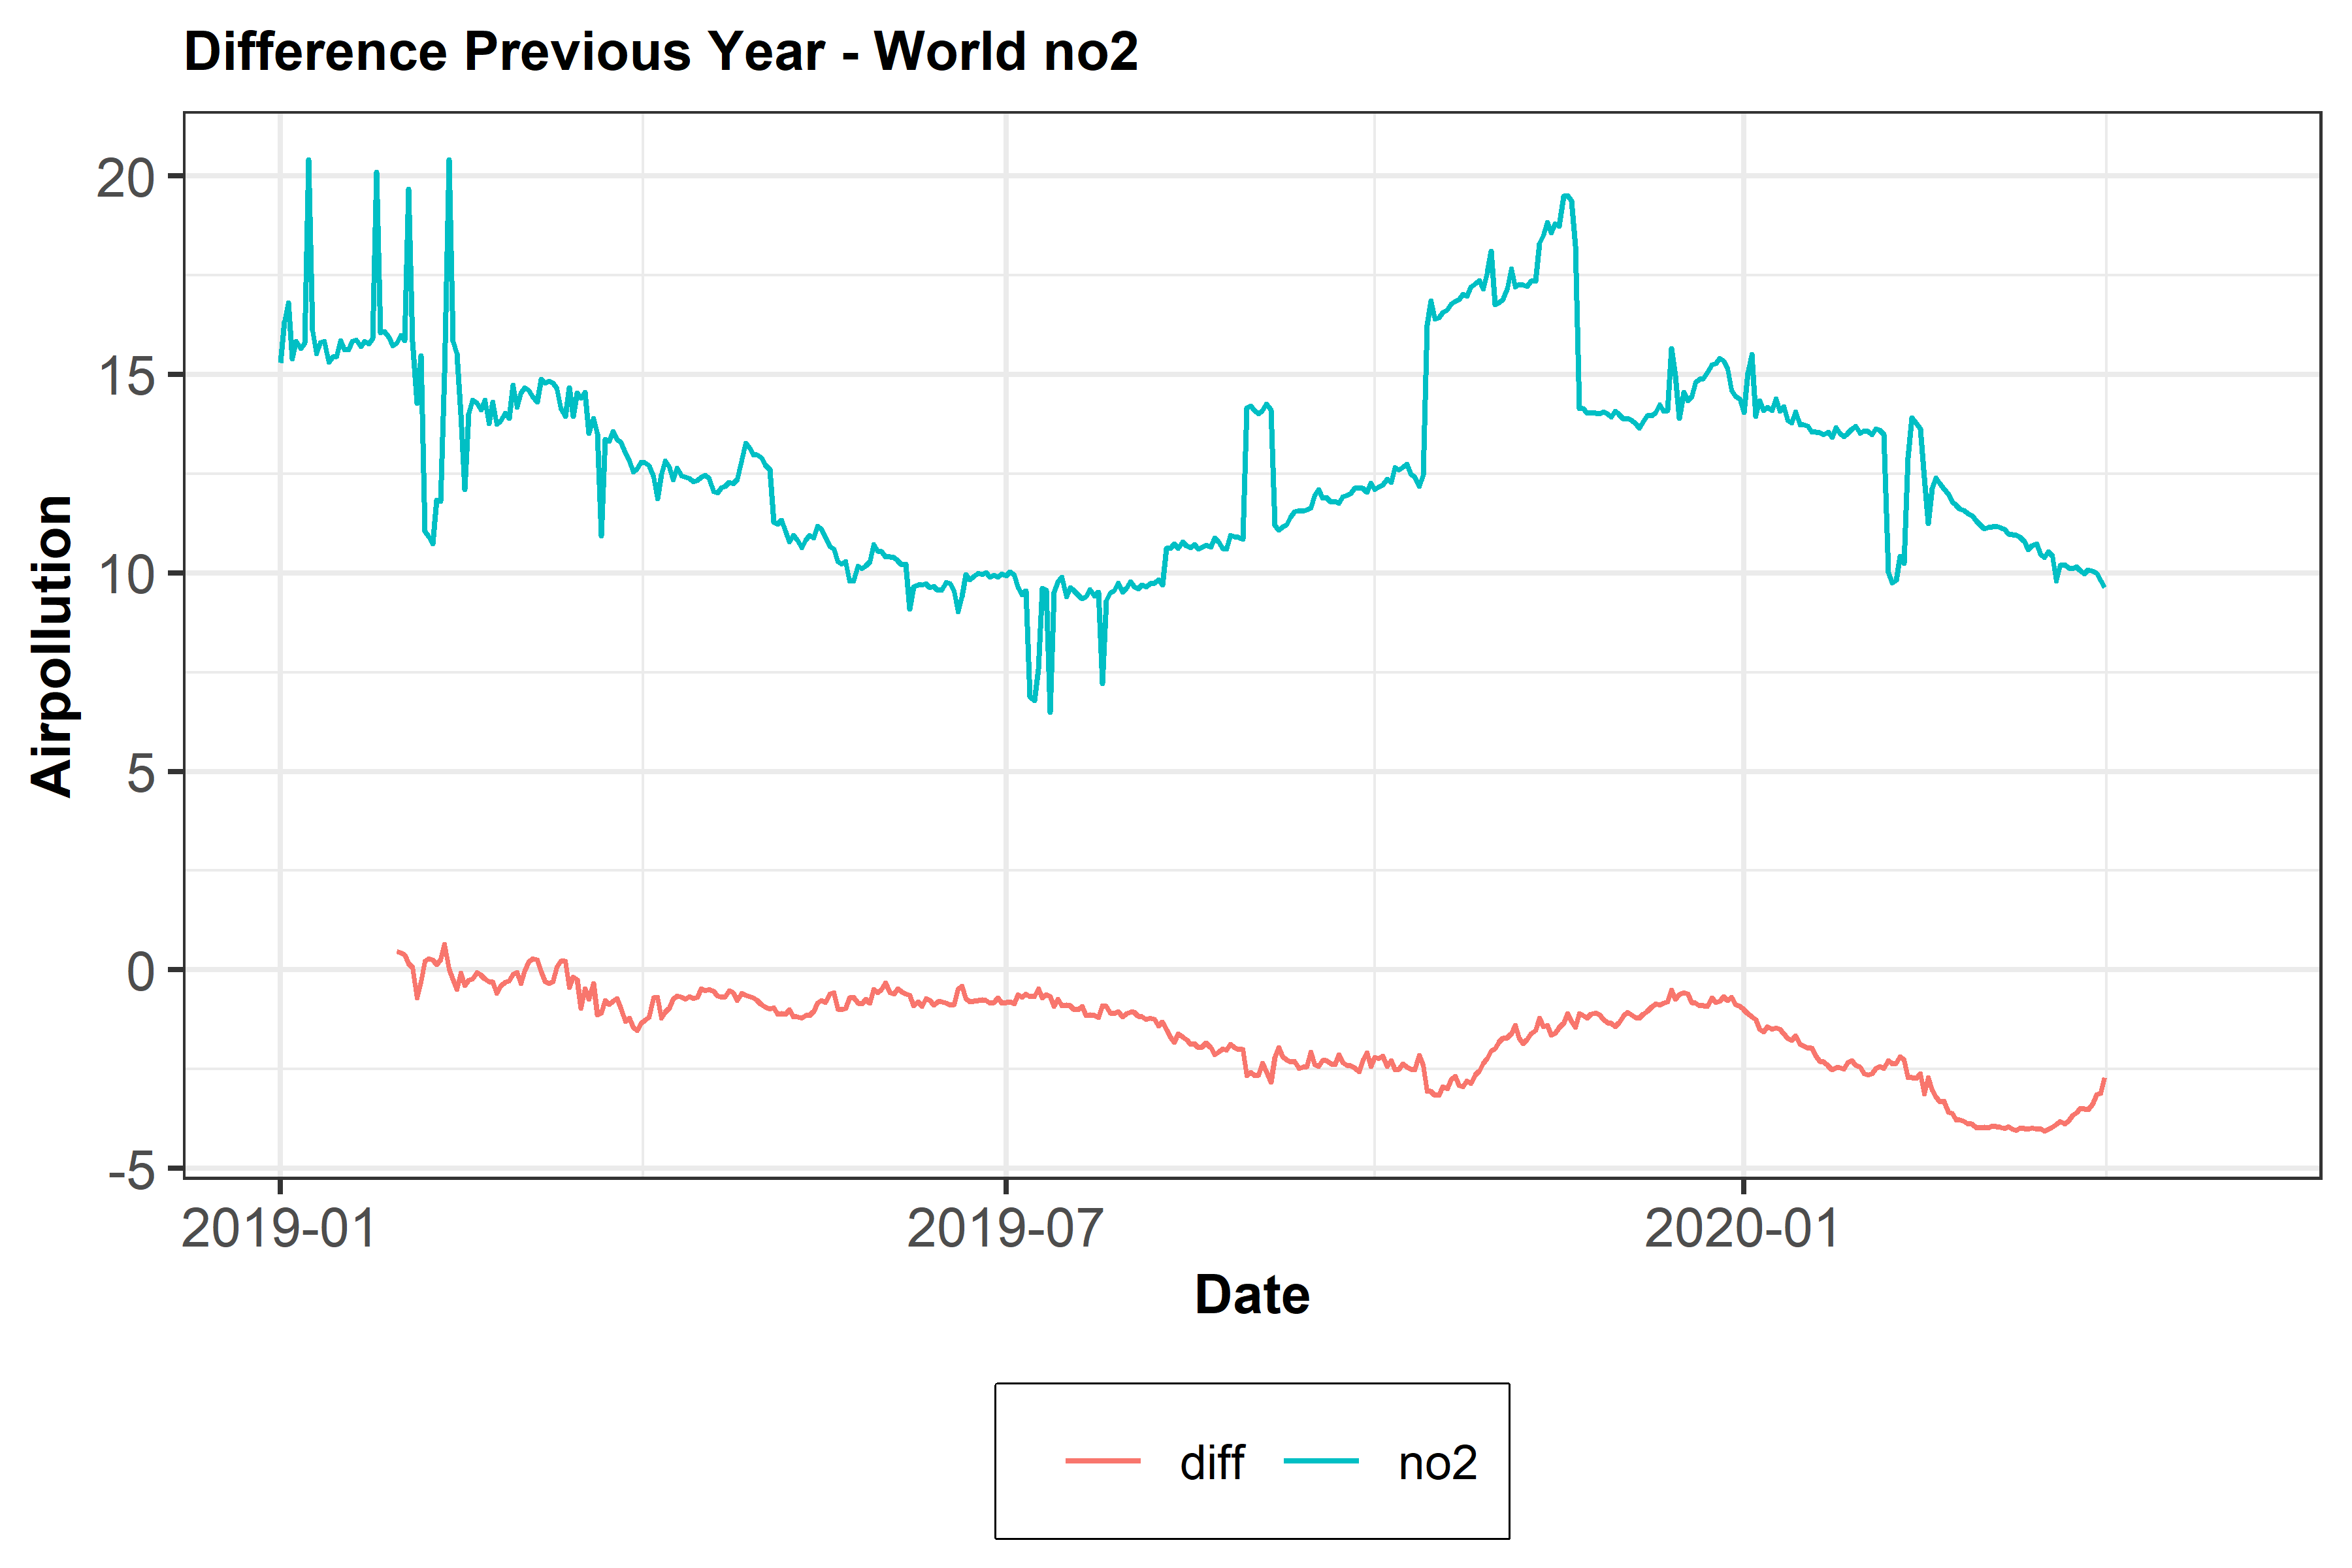 Difference Previous Year - World no2
Airpollution
20
15
10
5
0
-5
2019-01 2019-07 2020-01
Date
diff no2